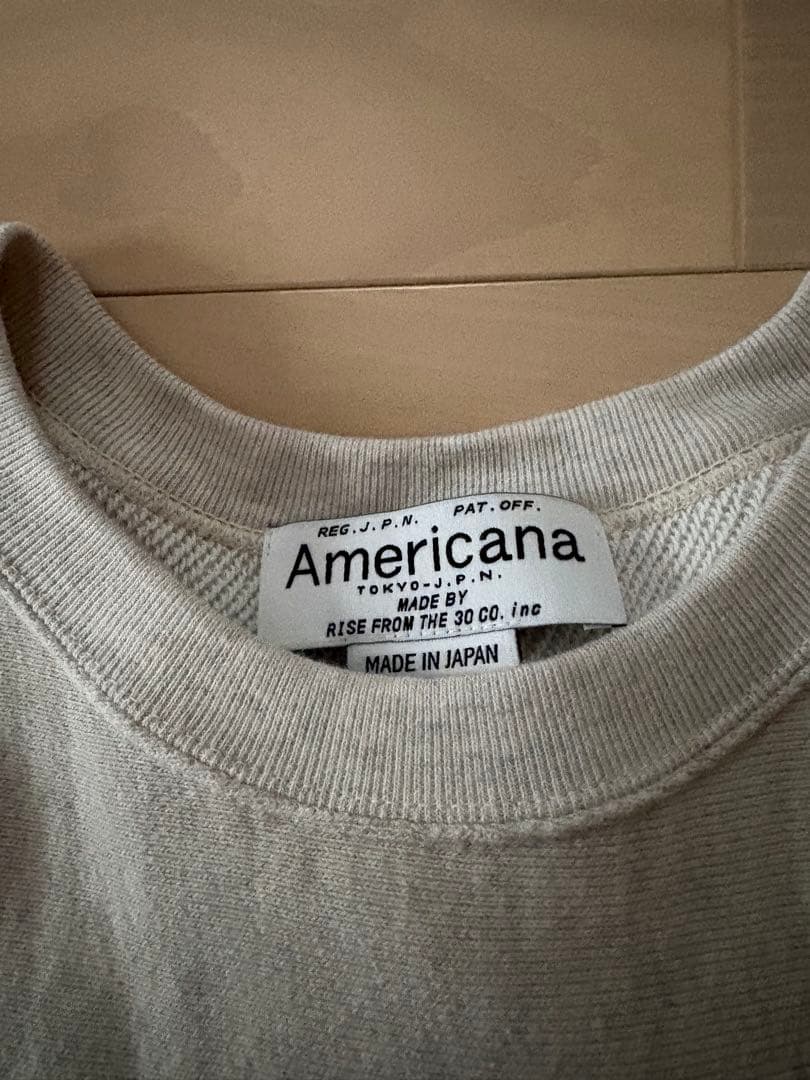 REG.J.P.N. PAT.OFF.
Americana
TOKYO-J.P.N.
MADE BY
RISE FROM THE 30 CO. inc
MADE IN JAPAN